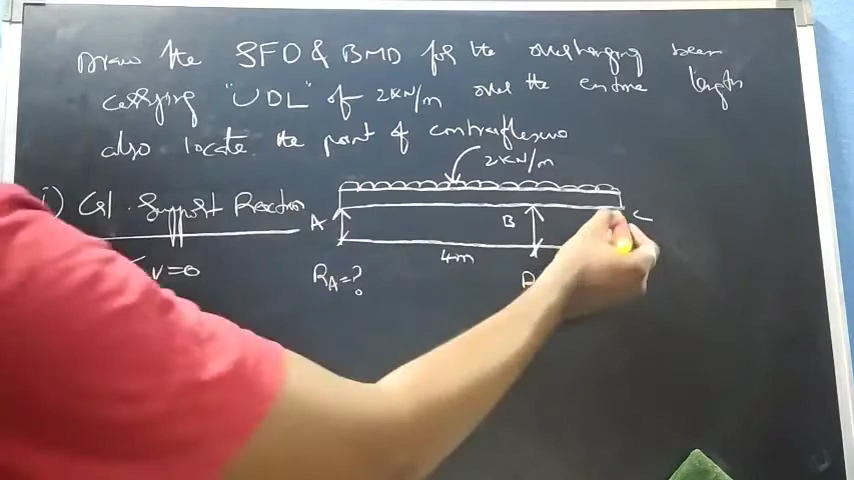 Draw the SFD & BMD for the overhanging beam
carrying "UDL" of 2KN/m over the entire length
also locate the point of contraflexure
2KN/m
i) Cal. Support Reaction
A B C
4m
V=0
RA=?
R